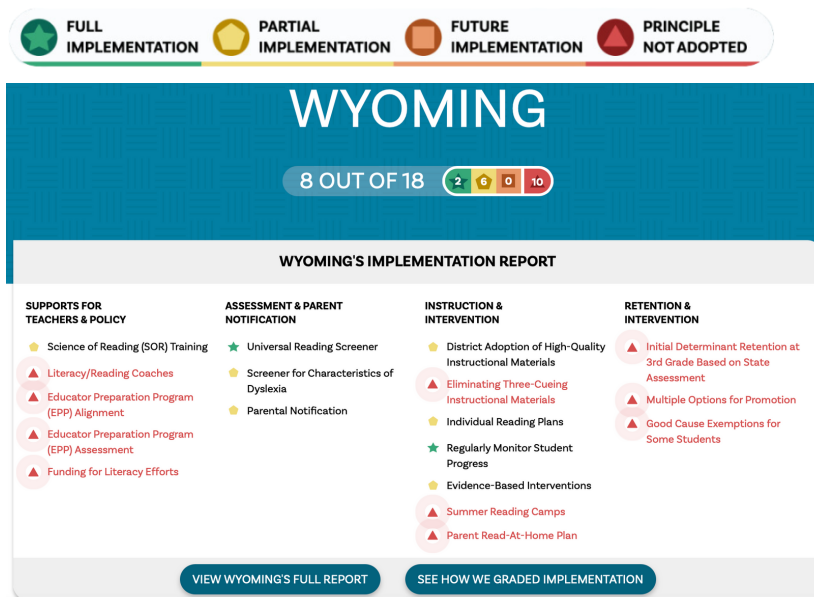 FULL
IMPLEMENTATION
PARTIAL
IMPLEMENTATION
FUTURE
IMPLEMENTATION
PRINCIPLE
NOT ADOPTED
WYOMING
8 OUT OF 18
2
6
0
10
WYOMING'S IMPLEMENTATION REPORT
SUPPORTS FOR
TEACHERS & POLICY
Science of Reading (SOR) Training
Literacy/Reading Coaches
Educator Preparation Program
(EPP) Alignment
Educator Preparation Program
(EPP) Assessment
Funding for Literacy Efforts
ASSESSMENT & PARENT
NOTIFICATION
Universal Reading Screener
Screener for Characteristics of
Dyslexia
Parental Notification
INSTRUCTION &
INTERVENTION
District Adoption of High-Quality
Instructional Materials
Eliminating Three-Cueing
Instructional Materials
Individual Reading Plans
Regularly Monitor Student
Progress
Evidence-Based Interventions
Summer Reading Camps
Parent Read-At-Home Plan
RETENTION &
INTERVENTION
Initial Determinant Retention at
3rd Grade Based on State
Assessment
Multiple Options for Promotion
Good Cause Exemptions for
Some Students
VIEW WYOMING'S FULL REPORT
SEE HOW WE GRADED IMPLEMENTATION